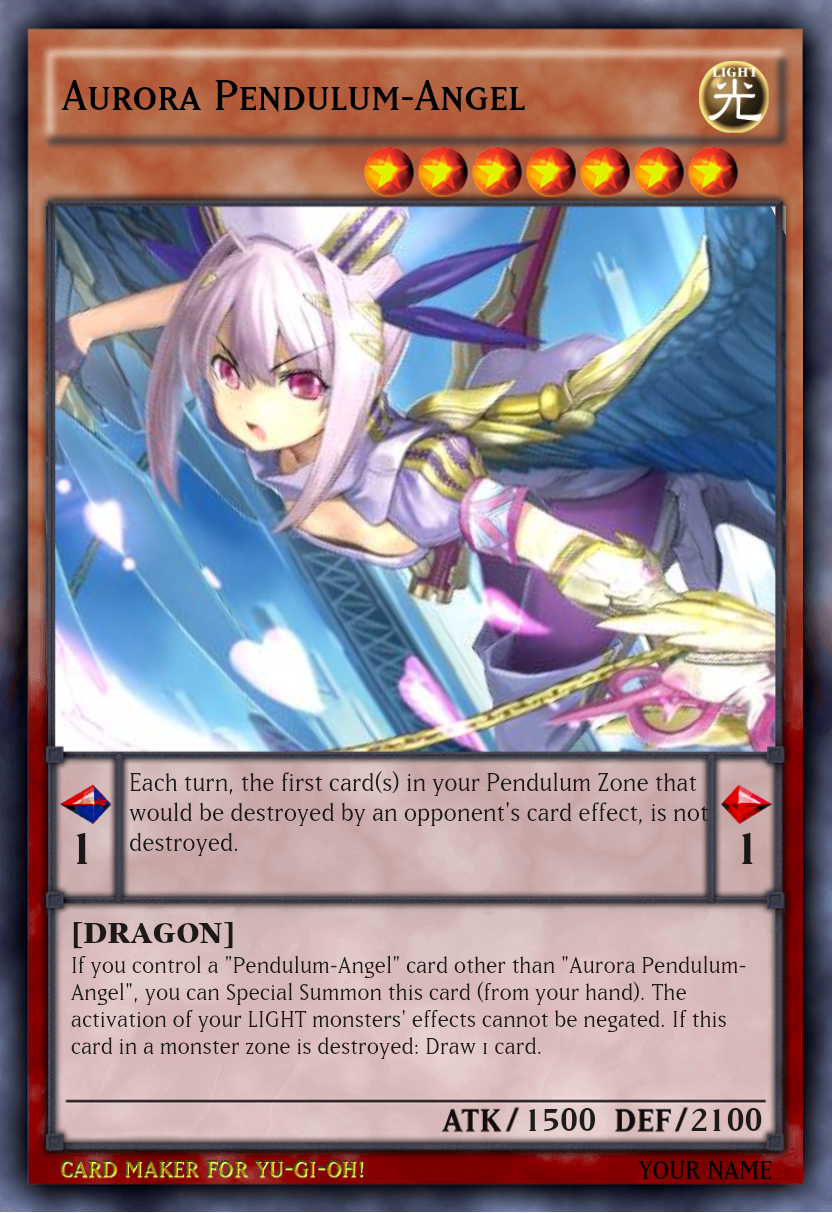 Aurora Pendulum-Angel
LIGHT
光
Each turn, the first card(s) in your Pendulum Zone that
would be destroyed by an opponent's card effect, is not
destroyed.
1
1
[DRAGON]
If you control a "Pendulum-Angel" card other than "Aurora Pendulum-
Angel", you can Special Summon this card (from your hand). The
activation of your LIGHT monsters' effects cannot be negated. If this
card in a monster zone is destroyed: Draw 1 card.
ATK/1500 DEF/2100
CARD MAKER FOR YU-GI-OH!
YOUR NAME